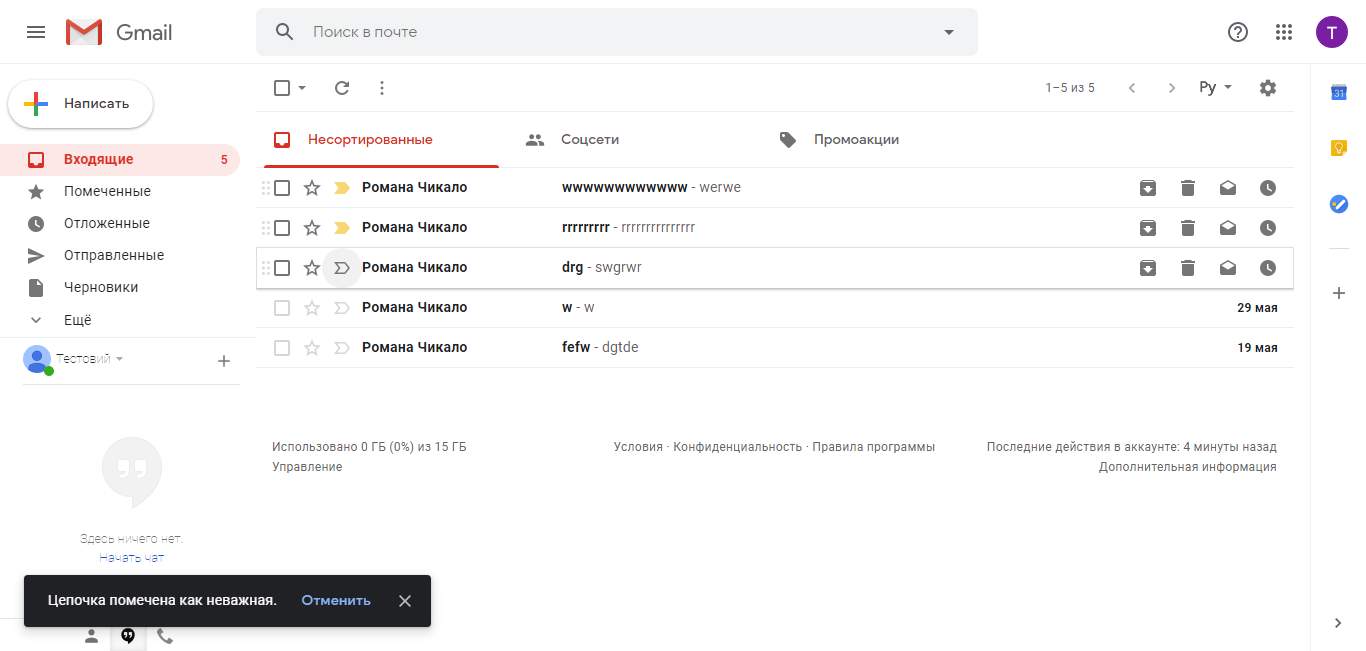 Gmail
Поиск в почте
T
Написать
1–5 из 5
Ру
31
Несортированные
Соцсети
Промоакции
Входящие 5
Помеченные
Отложенные
Отправленные
Черновики
Ещё
Тестовий
Романа Чикало wwwwwwwwwwww - werwe
Романа Чикало rrrrrrrrr - rrrrrrrrrrrrrrr
Романа Чикало drg - swgrwr
Романа Чикало w - w 29 мая
Романа Чикало fefw - dgtde 19 мая
Использовано 0 ГБ (0%) из 15 ГБ
Управление
Условия · Конфиденциальность · Правила программы
Последние действия в аккаунте: 4 минуты назад
Дополнительная информация
Здесь ничего нет.
Начать чат
Цепочка помечена как неважная. Отменить